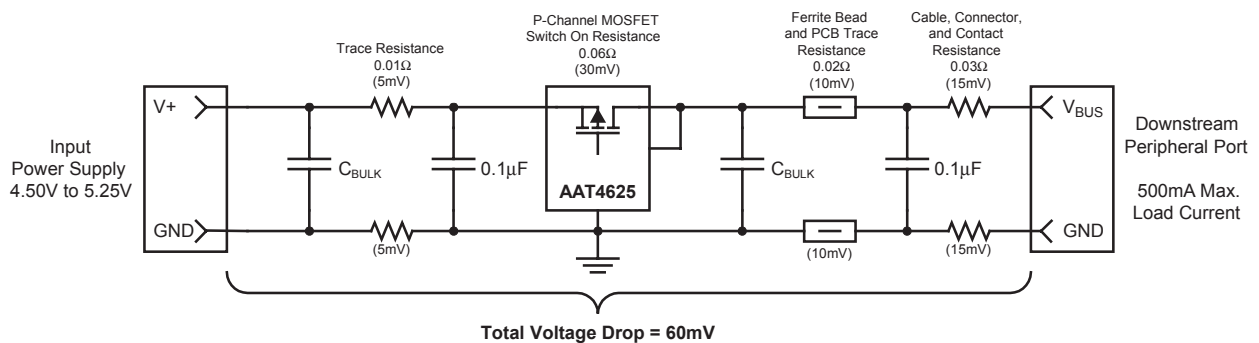 P-Channel MOSFET
Switch On Resistance
0.06Ω
(30mV)
Trace Resistance
0.01Ω
(5mV)
Ferrite Bead
and PCB Trace
Resistance
0.02Ω
(10mV)
Cable, Connector,
and Contact
Resistance
0.03Ω
(15mV)
Input
Power Supply
4.50V to 5.25V
V+
GND
CBULK
0.1μF
AAT4625
CBULK
0.1μF
VBUS
GND
Downstream
Peripheral Port
500mA Max.
Load Current
(5mV)
(10mV)
(15mV)
Total Voltage Drop = 60mV